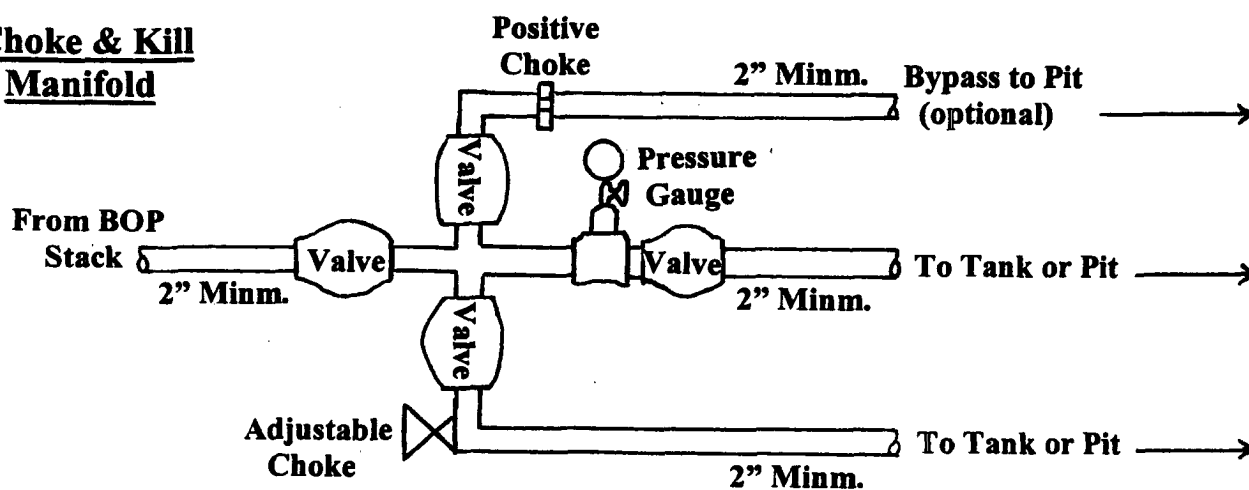 Choke & Kill
Manifold
Positive
Choke
2” Minm.
Bypass to Pit
(optional)
Valve
Pressure
Gauge
From BOP
Stack
2” Minm.
Valve
Valve
2” Minm.
To Tank or Pit
Valve
Adjustable
Choke
2” Minm.
To Tank or Pit